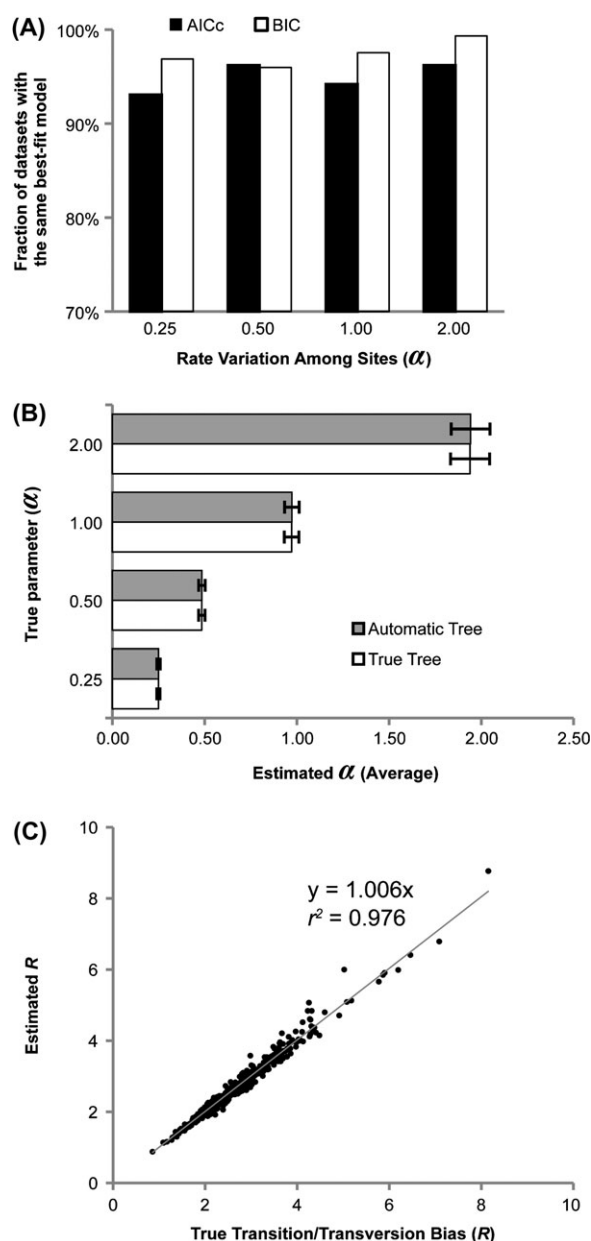 (A)
AICc
BIC
100%
90%
80%
70%
Fraction of datasets with
the same best-fit model
0.25 0.50 1.00 2.00
Rate Variation Among Sites (α)
(B)
2.00
1.00
0.50
0.25
True parameter (α)
Automatic Tree
True Tree
0.00 0.50 1.00 1.50 2.00 2.50
Estimated α (Average)
(C)
10
8
6
4
2
0
Estimated R
y = 1.006x
r² = 0.976
0 2 4 6 8 10
True Transition/Transversion Bias (R)